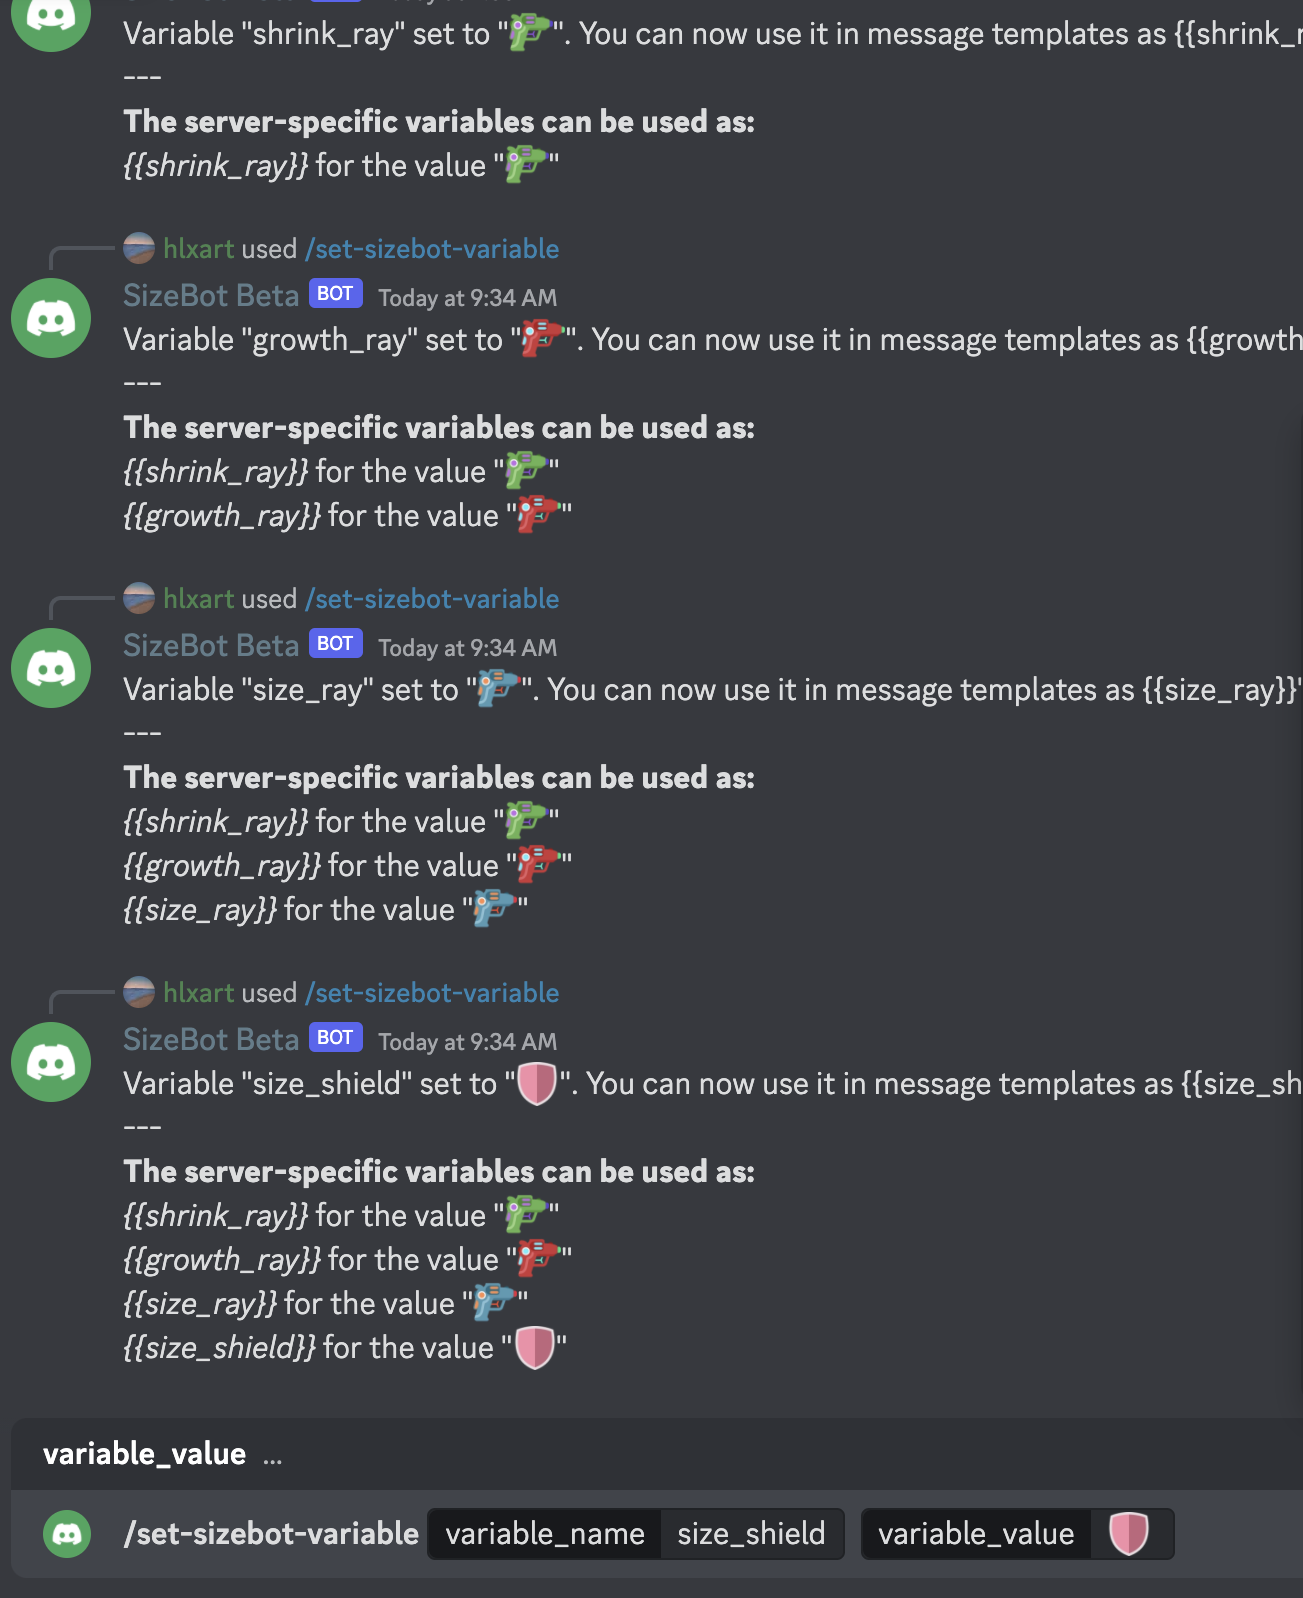 Variable "shrink_ray" set to "". You can now use it in message templates as {{shrink_r
---
The server-specific variables can be used as:
{{shrink_ray}} for the value ""
hlxart used /set-sizebot-variable
SizeBot Beta BOT Today at 9:34 AM
Variable "growth_ray" set to "". You can now use it in message templates as {{growth
---
The server-specific variables can be used as:
{{shrink_ray}} for the value ""
{{growth_ray}} for the value ""
hlxart used /set-sizebot-variable
SizeBot Beta BOT Today at 9:34 AM
Variable "size_ray" set to "". You can now use it in message templates as {{size_ray}}"
---
The server-specific variables can be used as:
{{shrink_ray}} for the value ""
{{growth_ray}} for the value ""
{{size_ray}} for the value ""
hlxart used /set-sizebot-variable
SizeBot Beta BOT Today at 9:34 AM
Variable "size_shield" set to "". You can now use it in message templates as {{size_sh
---
The server-specific variables can be used as:
{{shrink_ray}} for the value ""
{{growth_ray}} for the value ""
{{size_ray}} for the value ""
{{size_shield}} for the value ""
variable_value ...
/set-sizebot-variable variable_name size_shield variable_value